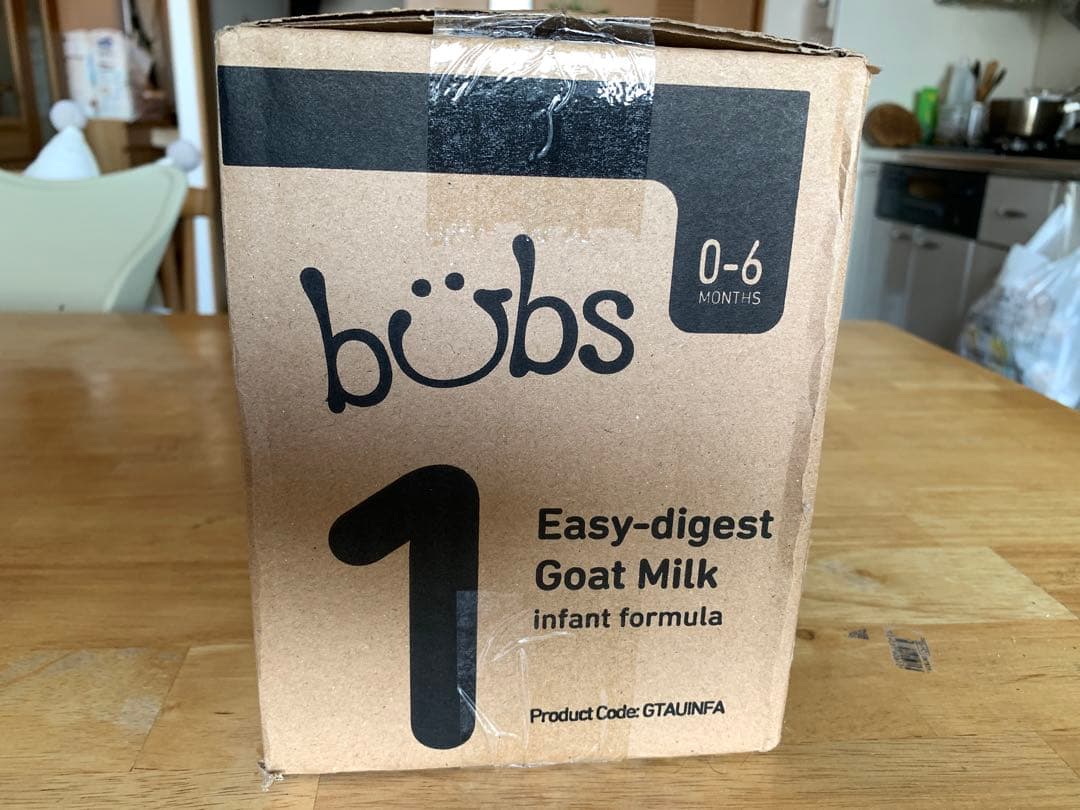 0-6
MONTHS
bübs
1
Easy-digest
Goat Milk
infant formula
Product Code: GTAUINFA